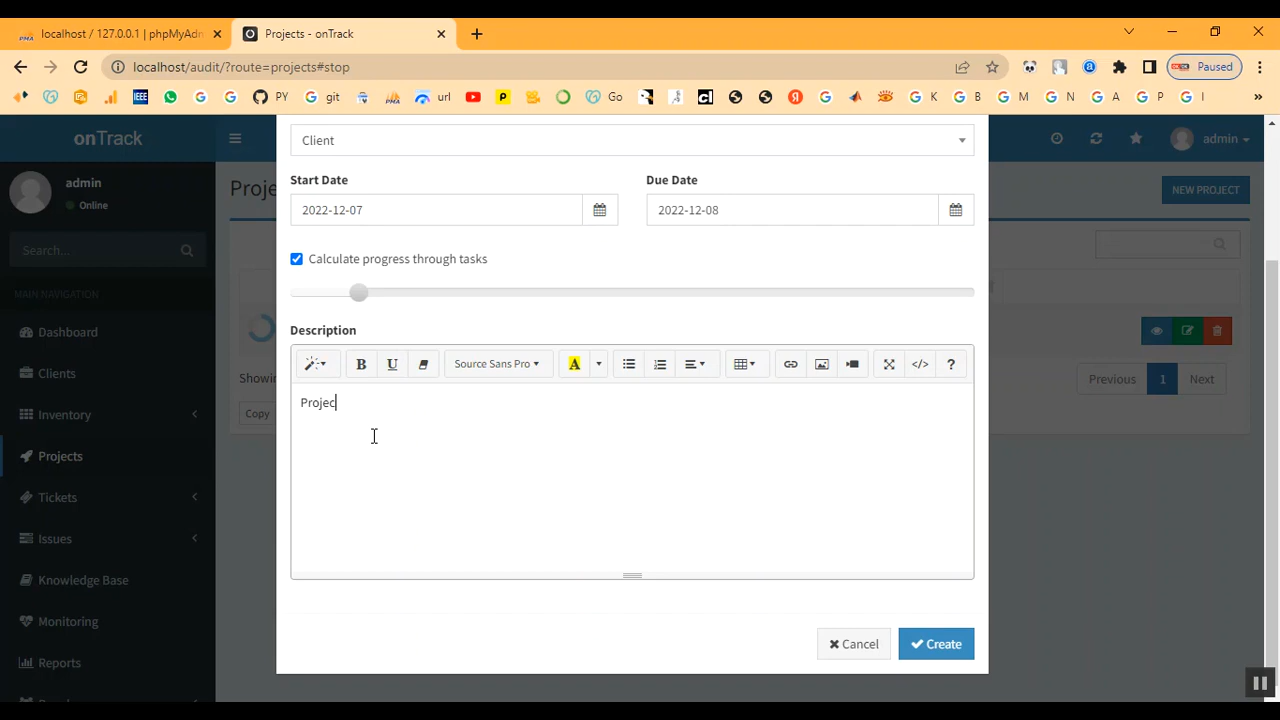 localhost / 127.0.0.1 | phpMyAdn
Projects - onTrack
localhost/audit/?route=projects#stop
Paused
PY
git
url
Go
K
B
M
N
A
P
I
»
onTrack
admin
admin
Online
Search...
MAIN NAVIGATION
Dashboard
Clients
Inventory
Projects
Tickets
Issues
Knowledge Base
Monitoring
Reports
Proje
NEW PROJECT
Showin
Copy
Previous
1
Next
Client
Start Date
Due Date
2022-12-07
2022-12-08
Calculate progress through tasks
Description
B
U
Source Sans Pro
A
</>
?
Projec
Cancel
Create